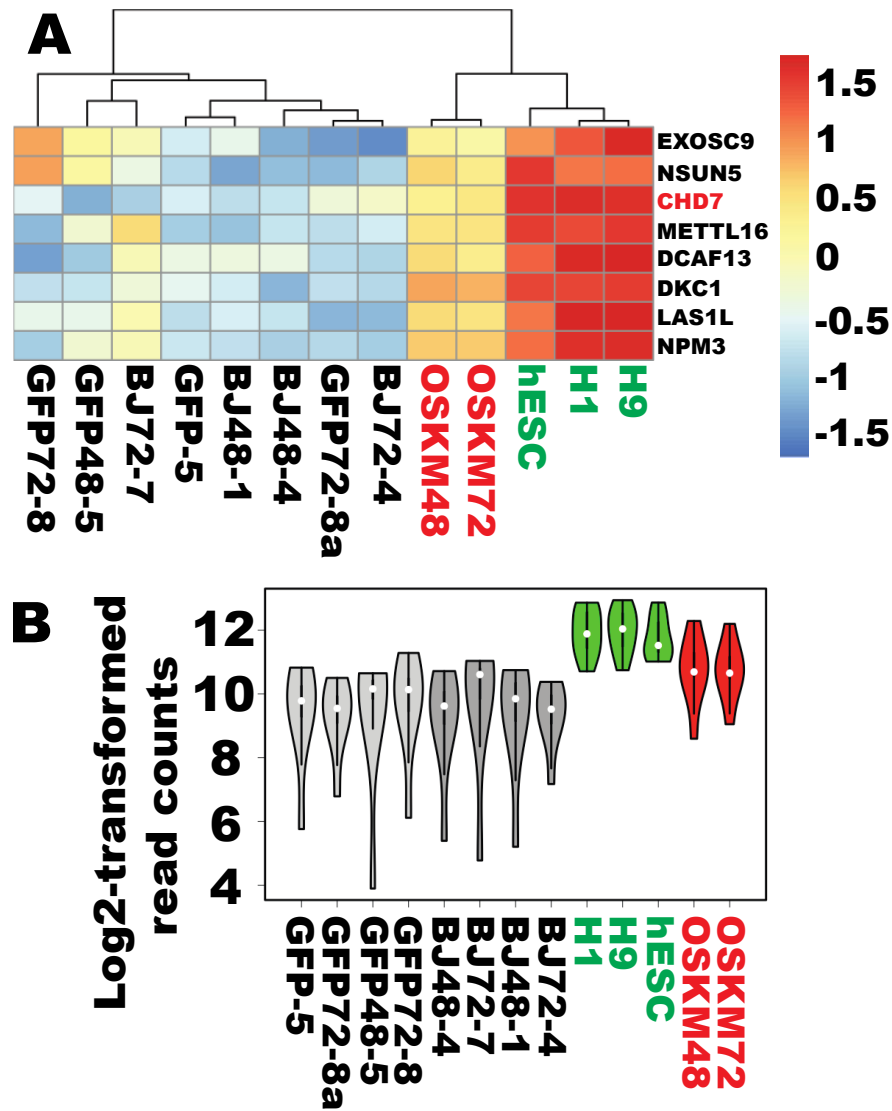 A
1.5
1
0.5
0
-0.5
-1
-1.5
EXOSC9
NSUN5
CHD7
METTL16
DCAF13
DKC1
LAS1L
NPM3
GFP72-8
GFP48-5
BJ72-7
GFP-5
BJ48-1
BJ48-4
GFP72-8a
BJ72-4
OSKM48
OSKM72
hESC
H1
H9
B
Log2-transformed
read counts
12
10
8
6
4
GFP-5
GFP72-8a
GFP48-5
GFP72-8
BJ48-4
BJ72-7
BJ48-1
BJ72-4
H1
H9
hESC
OSKM48
OSKM72